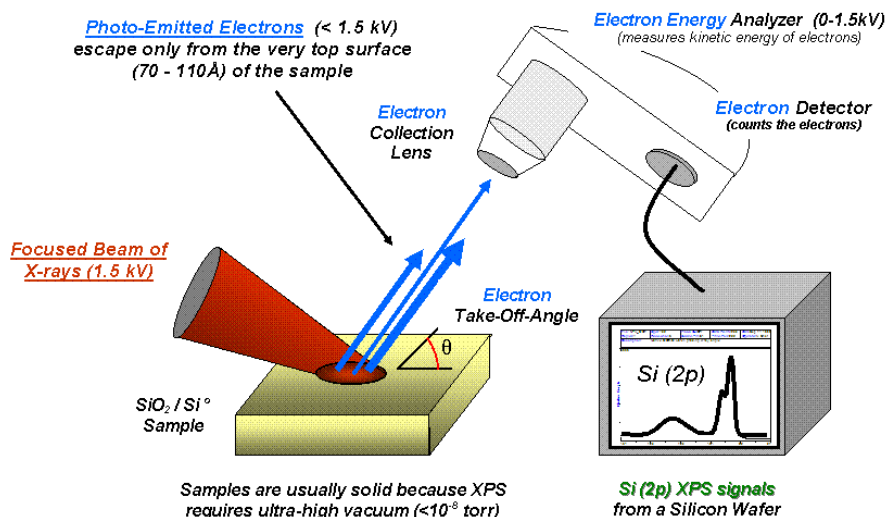 Photo-Emitted Electrons (< 1.5 kV)
escape only from the very top surface
(70 - 110Å) of the sample
Electron Energy Analyzer (0-1.5kV)
(measures kinetic energy of electrons)
Electron
Collection
Lens
Electron Detector
(counts the electrons)
Focused Beam of
X-rays (1.5 kV)
Electron
Take-Off-Angle
θ
Si (2p)
SiO₂ / Si°
Sample
Samples are usually solid because XPS
requires ultra-high vacuum (<10⁻⁸ torr)
Si (2p) XPS signals
from a Silicon Wafer